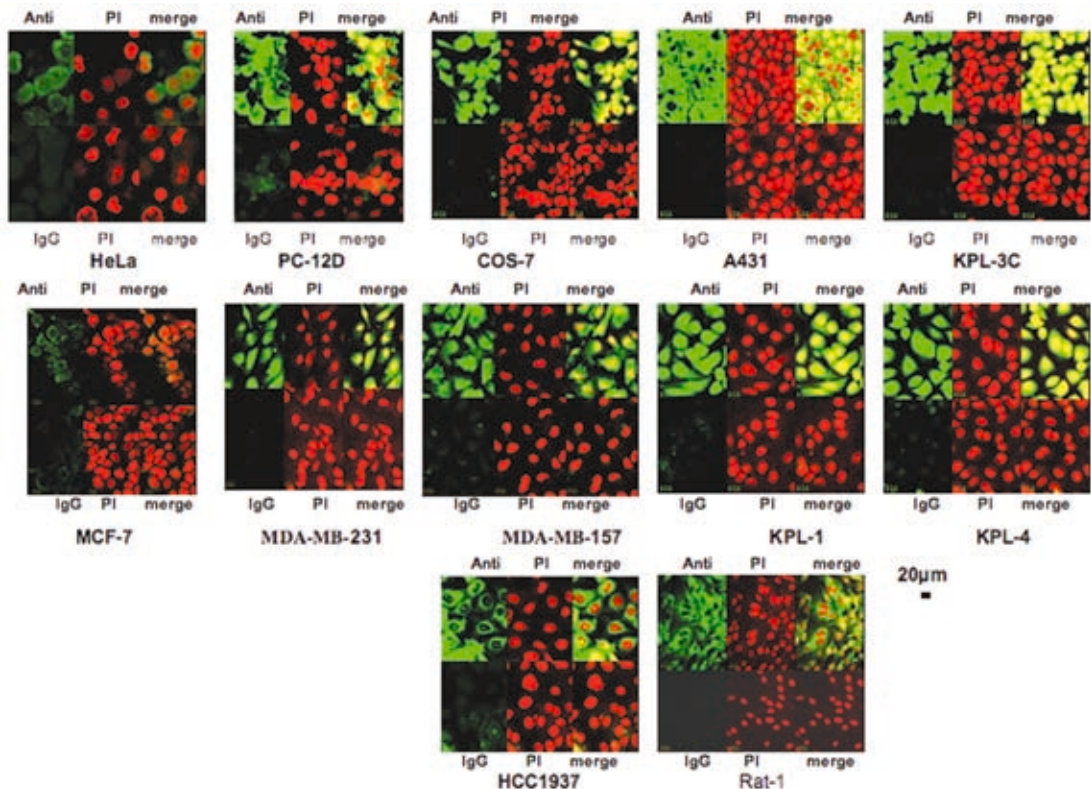 Anti PI merge Anti PI merge Anti PI merge Anti PI merge Anti PI merge
IgG PI merge IgG PI merge IgG PI merge IgG PI merge IgG PI merge
HeLa PC-12D COS-7 A431 KPL-3C
Anti PI merge Anti PI merge Anti PI merge Anti PI merge Anti PI merge
IgG PI merge IgG PI merge IgG PI merge IgG PI merge IgG PI merge
MCF-7 MDA-MB-231 MDA-MB-157 KPL-1 KPL-4
Anti PI merge Anti PI merge
20µm
IgG PI merge IgG PI merge
HCC1937 Rat-1